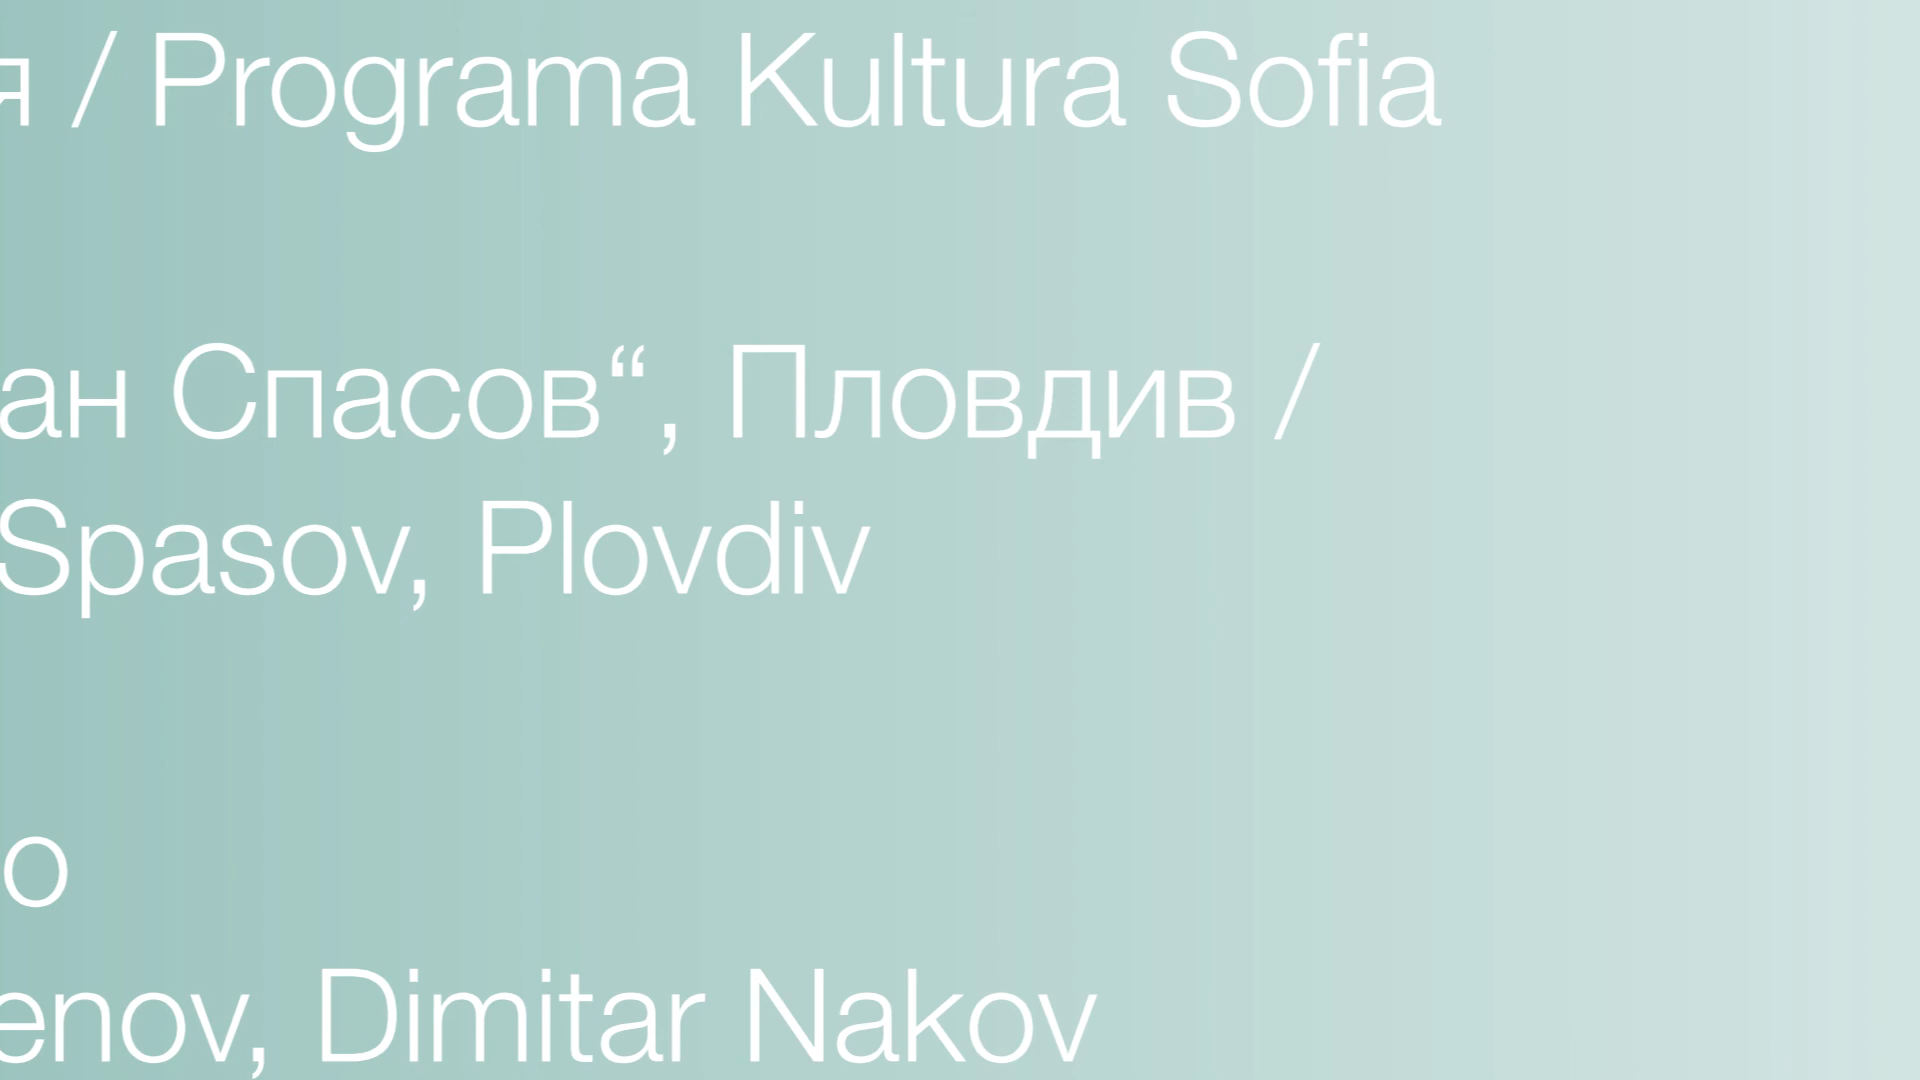 я / Programa Kultura Sofia
ан Спасов“, Пловдив /
Spasov, Plovdiv
о
enov, Dimitar Nakov